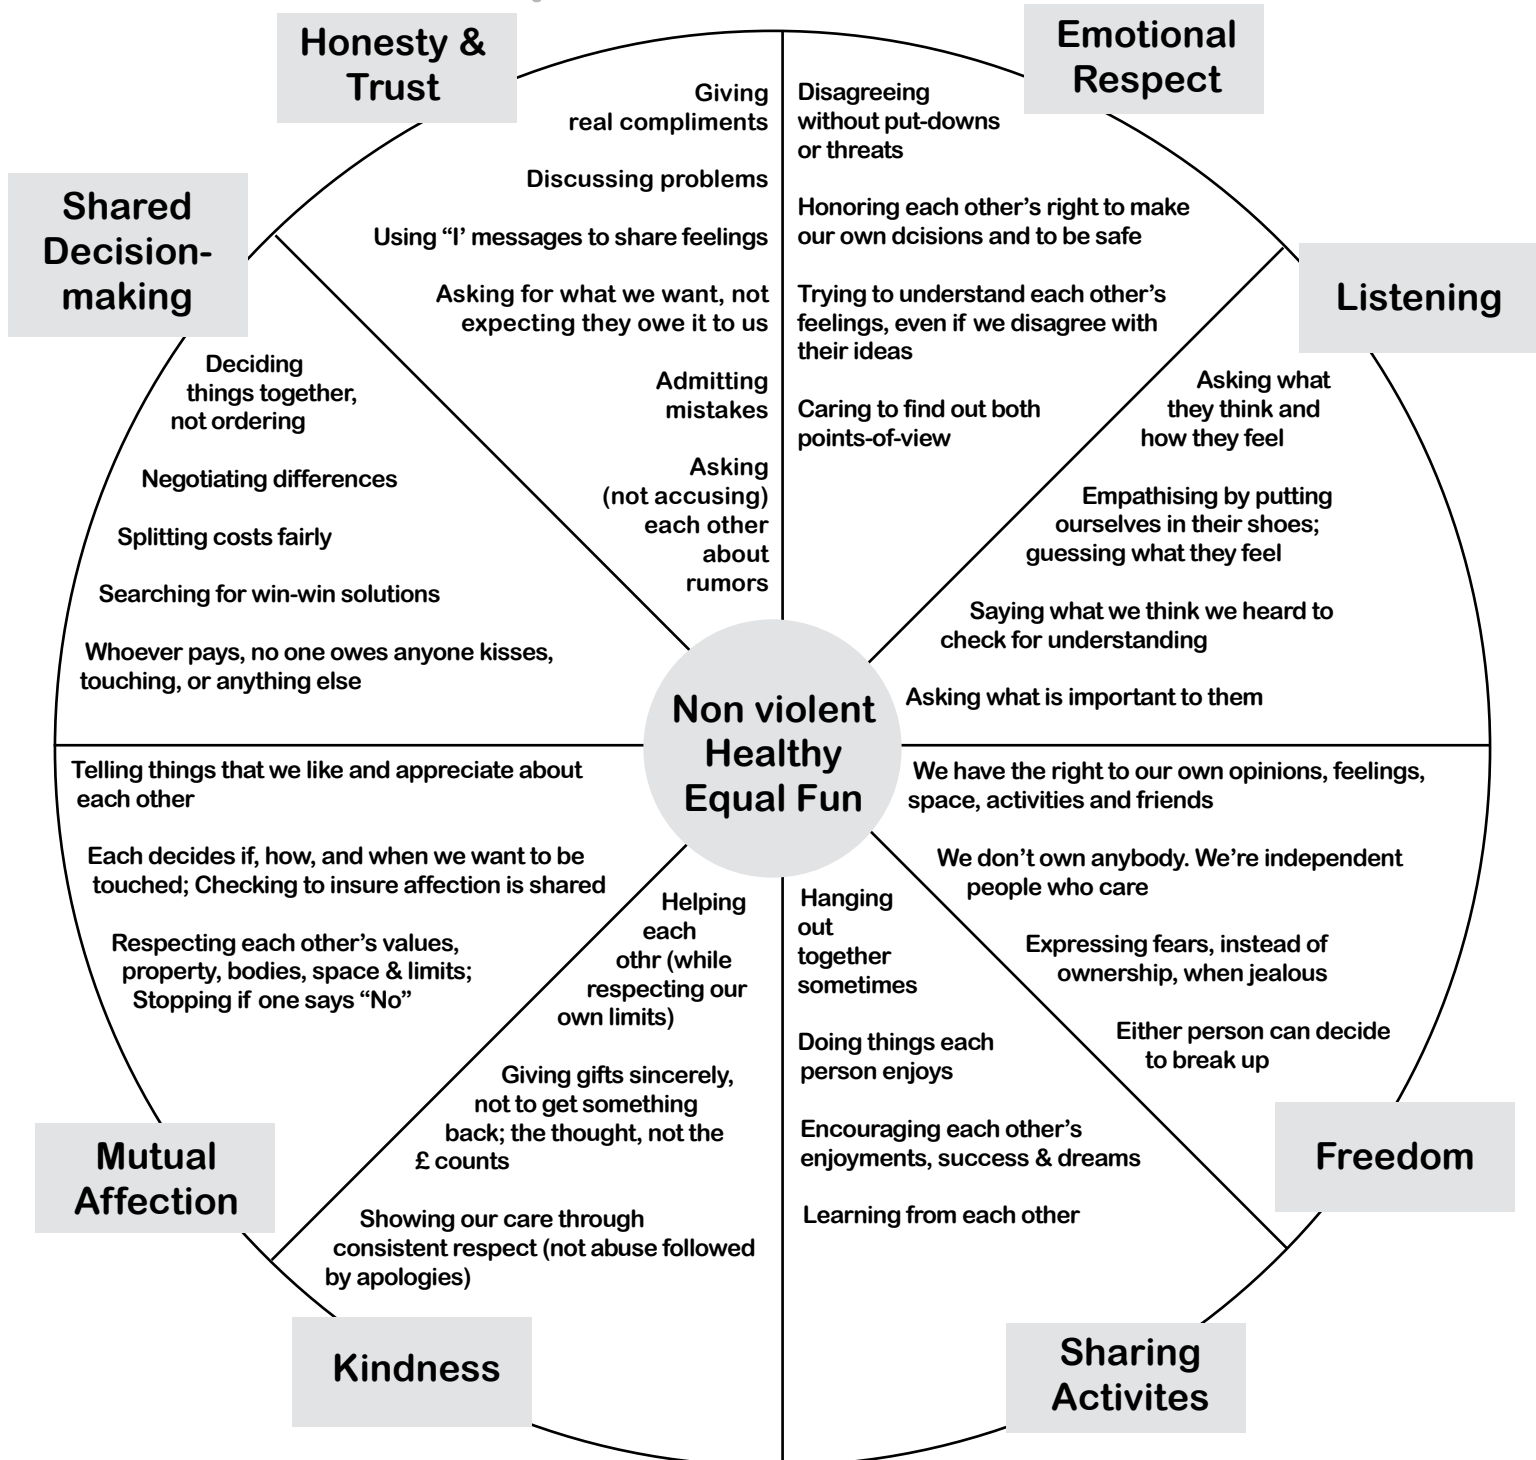 Honesty &
Trust
Giving
real compliments
Discussing problems
Using “I’ messages to share feelings
Asking for what we want, not
expecting they owe it to us
Admitting
mistakes
Asking
(not accusing)
each other
about
rumors
Emotional
Respect
Disagreeing
without put-downs
or threats
Honoring each other’s right to make
our own dcisions and to be safe
Trying to understand each other’s
feelings, even if we disagree with
their ideas
Caring to find out both
points-of-view
Listening
Asking what
they think and
how they feel
Empathising by putting
ourselves in their shoes;
guessing what they feel
Saying what we think we heard to
check for understanding
Asking what is important to them
Shared
Decision-
making
Deciding
things together,
not ordering
Negotiating differences
Splitting costs fairly
Searching for win-win solutions
Whoever pays, no one owes anyone kisses,
touching, or anything else
Non violent
Healthy
Equal Fun
Telling things that we like and appreciate about
each other
Each decides if, how, and when we want to be
touched; Checking to insure affection is shared
Respecting each other’s values,
property, bodies, space & limits;
Stopping if one says “No”
Mutual
Affection
Helping
each
othr (while
respecting our
own limits)
Giving gifts sincerely,
not to get something
back; the thought, not the
£ counts
Showing our care through
consistent respect (not abuse followed
by apologies)
Kindness
Hanging
out
together
sometimes
Doing things each
person enjoys
Encouraging each other’s
enjoyments, success & dreams
Learning from each other
Sharing
Activites
We have the right to our own opinions, feelings,
space, activities and friends
We don’t own anybody. We’re independent
people who care
Expressing fears, instead of
ownership, when jealous
Either person can decide
to break up
Freedom